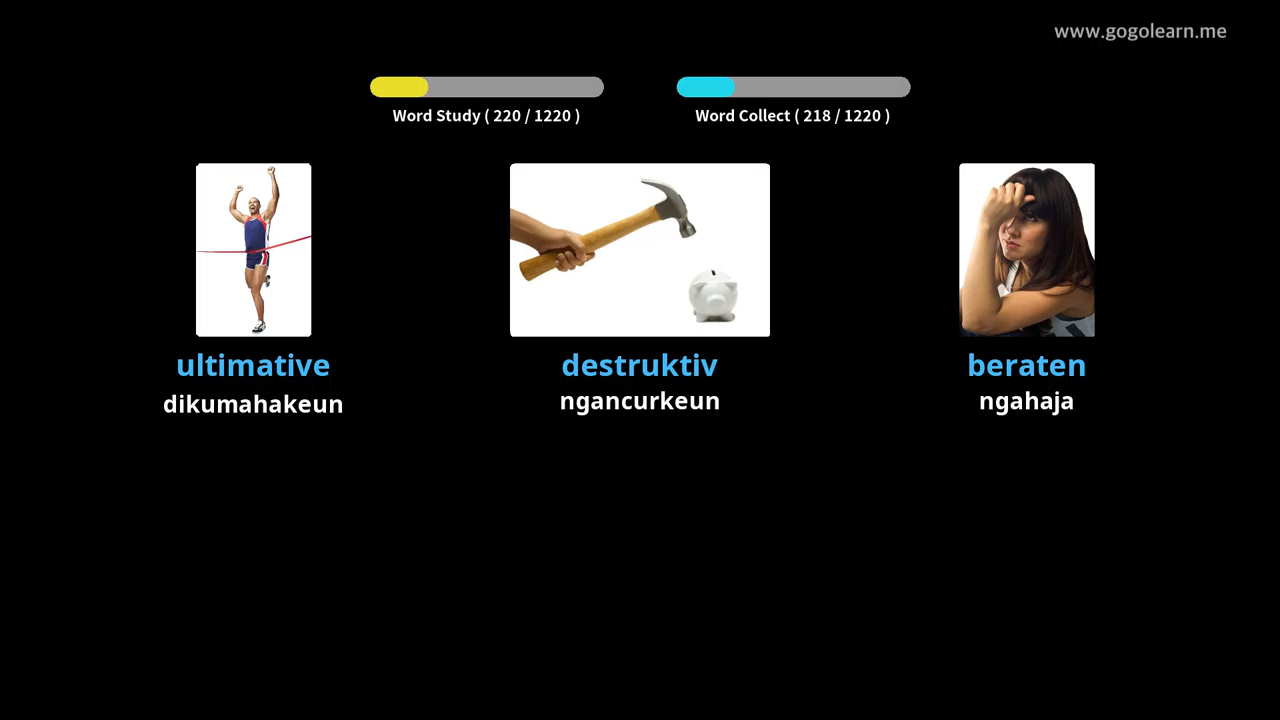 www.gogolearn.me
Word Study ( 220 / 1220 )
Word Collect ( 218 / 1220 )
ultimative
destruktiv
beraten
dikumahakeun
ngancurkeun
ngahaja